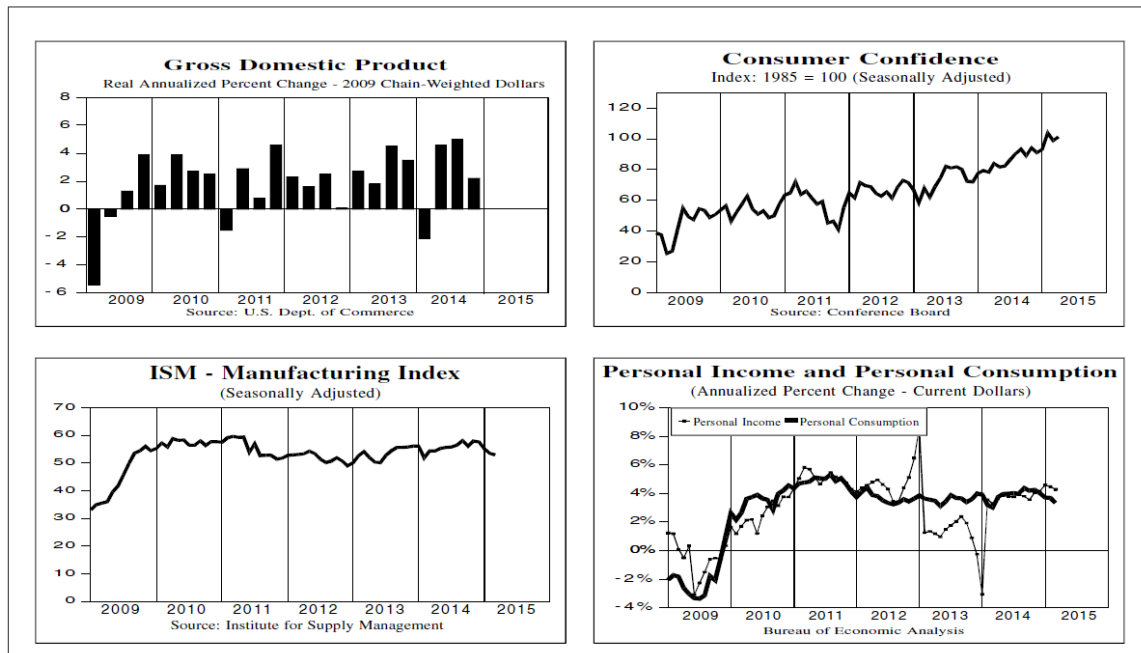 Gross Domestic Product
Real Annualized Percent Change - 2009 Chain-Weighted Dollars
8
6
4
2
0
- 2
- 4
- 6
2009 2010 2011 2012 2013 2014 2015
Source: U.S. Dept. of Commerce
Consumer Confidence
Index: 1985 = 100 (Seasonally Adjusted)
120
100
80
60
40
20
0
2009 2010 2011 2012 2013 2014 2015
Source: Conference Board
ISM - Manufacturing Index
(Seasonally Adjusted)
70
60
50
40
30
20
10
0
2009 2010 2011 2012 2013 2014 2015
Source: Institute for Supply Management
Personal Income and Personal Consumption
(Annualized Percent Change - Current Dollars)
10%
Personal Income Personal Consumption
8%
6%
4%
2%
0%
-2%
-4%
2009 2010 2011 2012 2013 2014 2015
Bureau of Economic Analysis